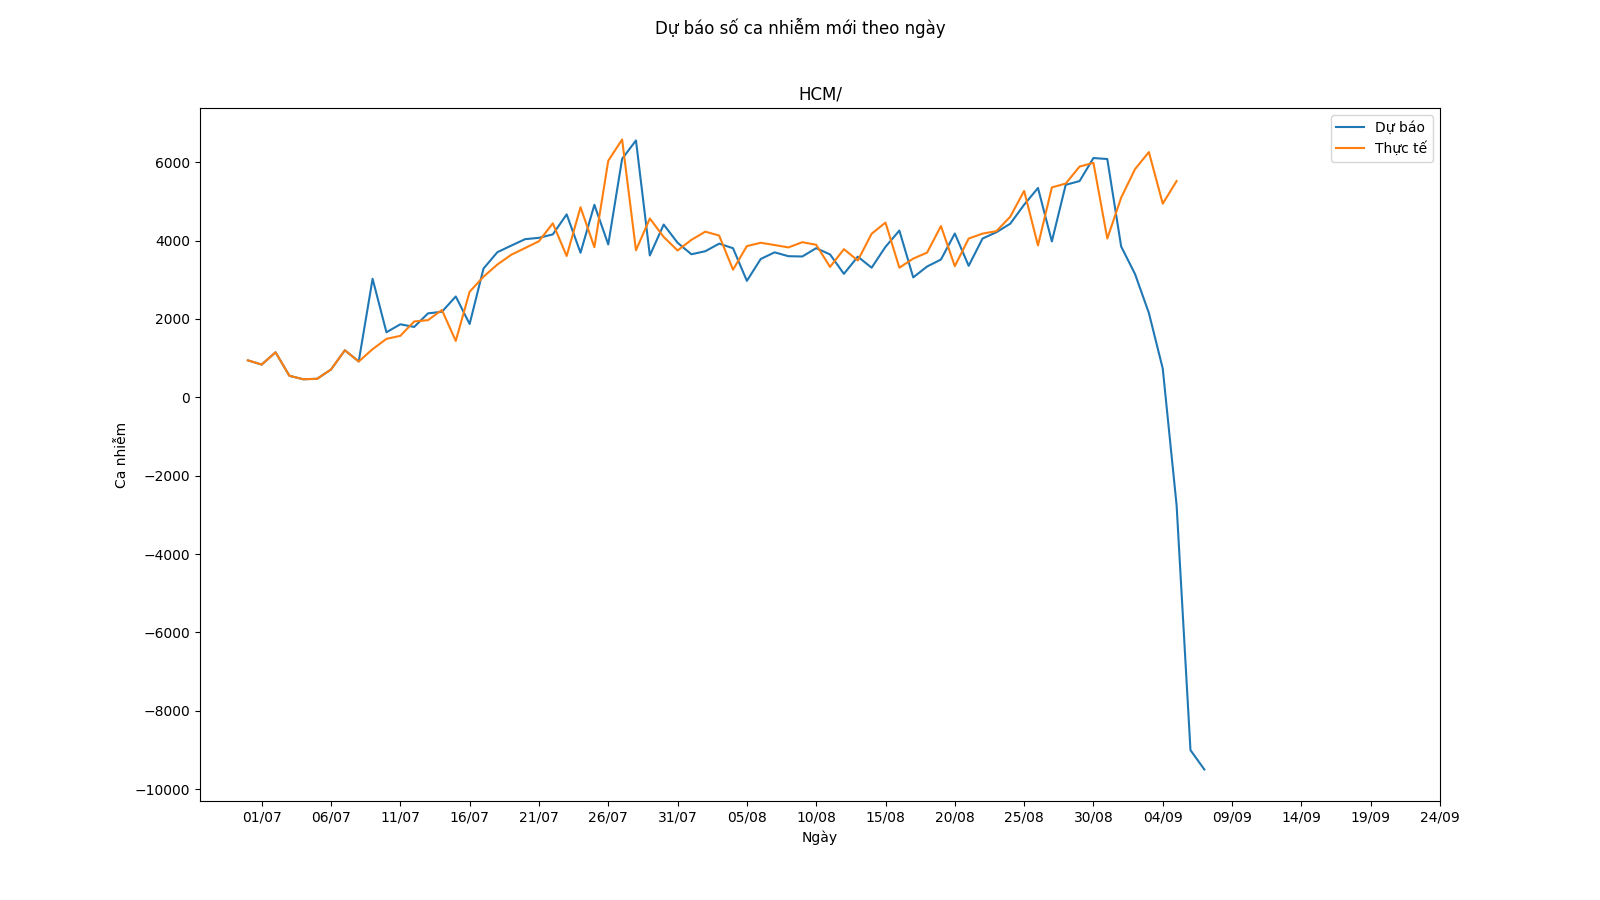 Dự báo số ca nhiễm mới theo ngày
HCM/
Dự báo
Thực tế
6000
4000
2000
0
−2000
−4000
−6000
−8000
−10000
Ca nhiễm
01/07 06/07 11/07 16/07 21/07 26/07 31/07 05/08 10/08 15/08 20/08 25/08 30/08 04/09 09/09 14/09 19/09 24/09
Ngày